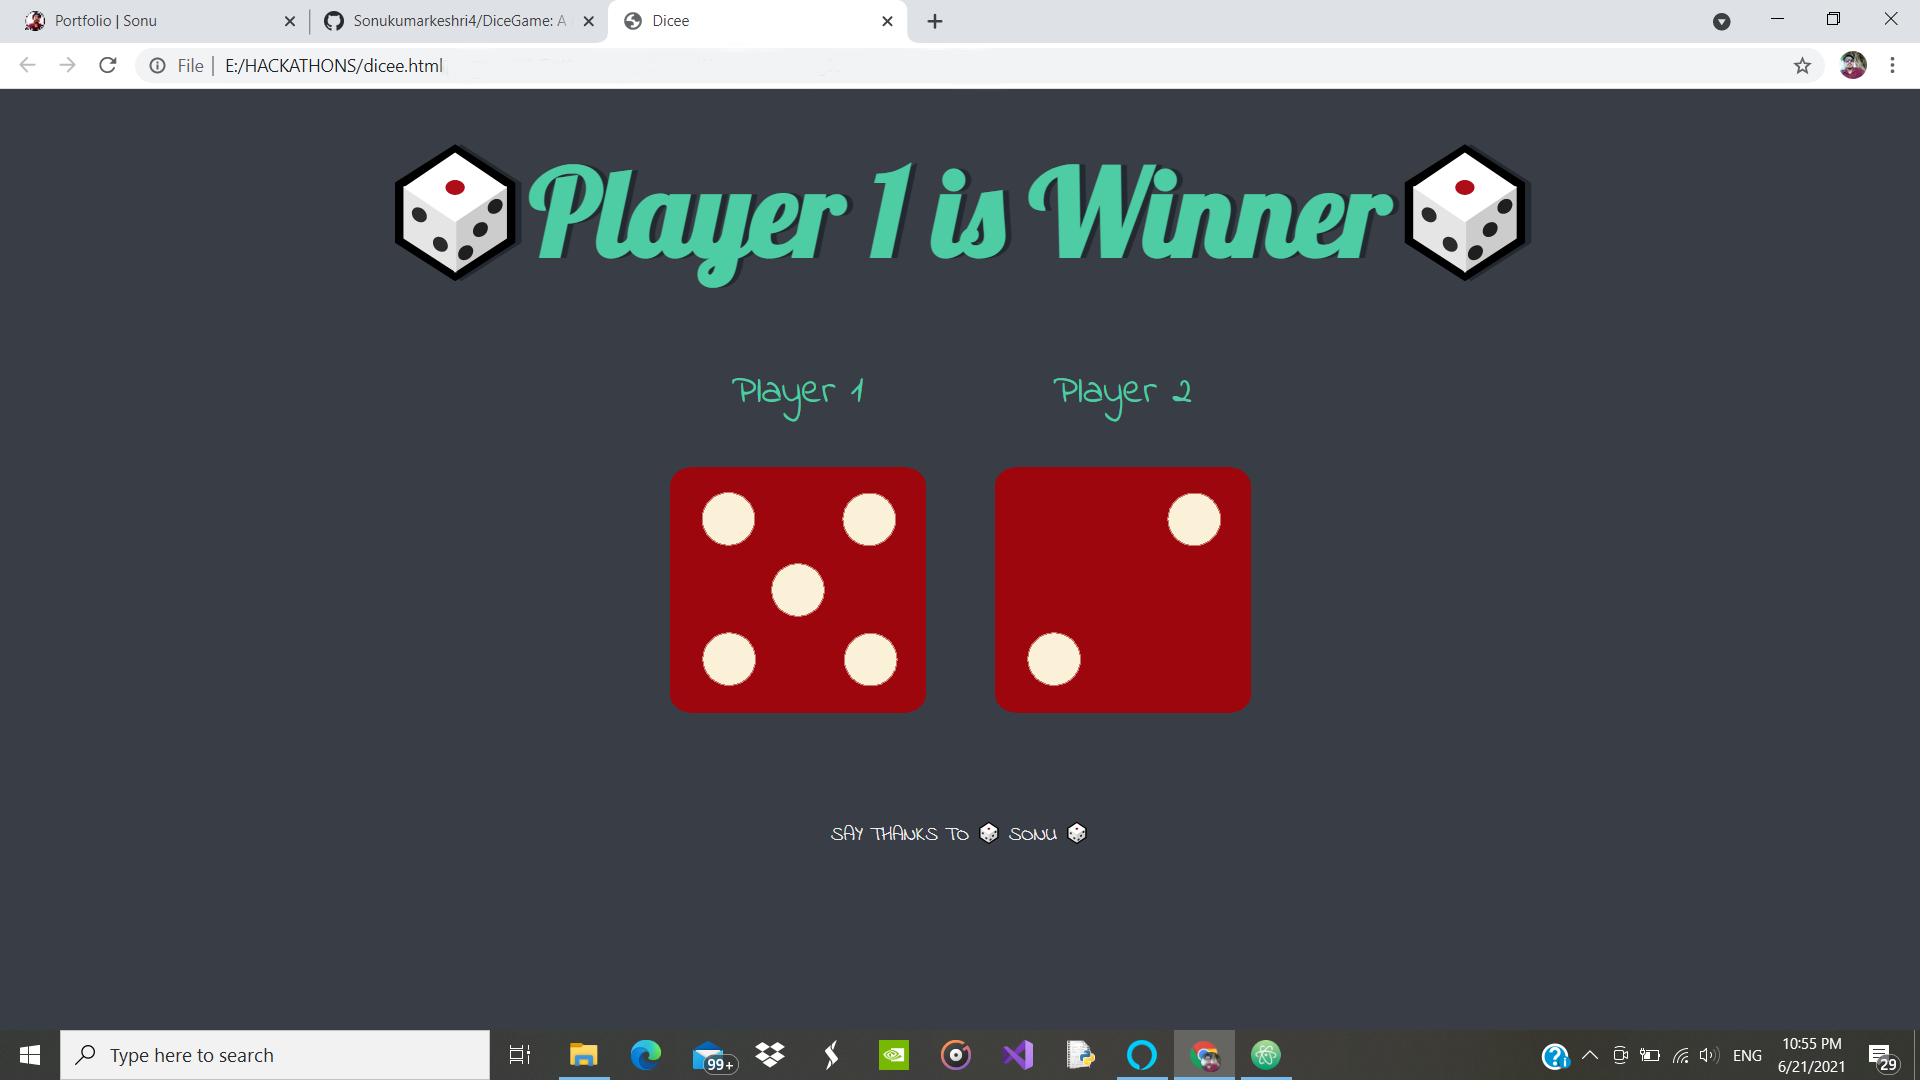 Portfolio | Sonu
Sonukumarkeshri4/DiceGame: A
Dicee
File | E:/HACKATHONS/dicee.html
Player 1 is Winner
Player 1
Player 2
SAY THANKS TO SONU
Type here to search
99+
ENG
10:55 PM
6/21/2021
29